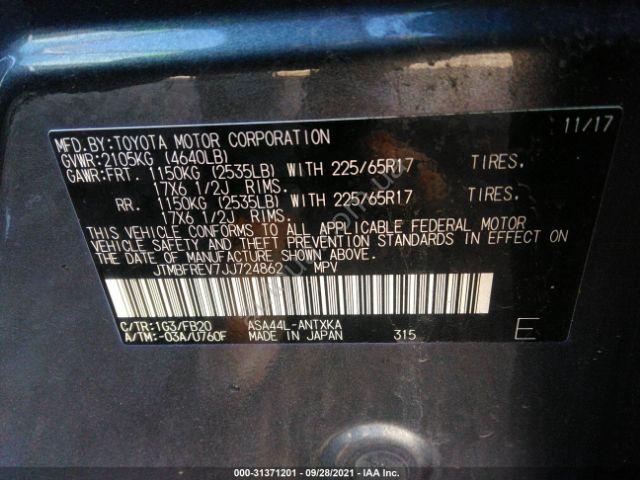 MFD.BY:TOYOTA MOTOR CORPORATION 11/17
GVWR:2105KG (4640LB)
GAWR:FRT. 1150KG (2535LB) WITH 225/65R17 TIRES.
17X6 1/2J RIMS.
RR. 1150KG (2535LB) WITH 225/65R17 TIRES.
17X6 1/2J RIMS.
THIS VEHICLE CONFORMS TO ALL APPLICABLE FEDERAL MOTOR
VEHICLE SAFETY AND THEFT PREVENTION STANDARDS IN EFFECT ON
THE DATE OF MANUFACTURE SHOWN ABOVE.
JTMBFREV7JJ724862 MPV
C/TR:1G3/FB20 ASA44L-ANTXKA
A/TM:-03A/U760F MADE IN JAPAN 315 E
000-31371201 | 09/28/2021 | IAA Inc.